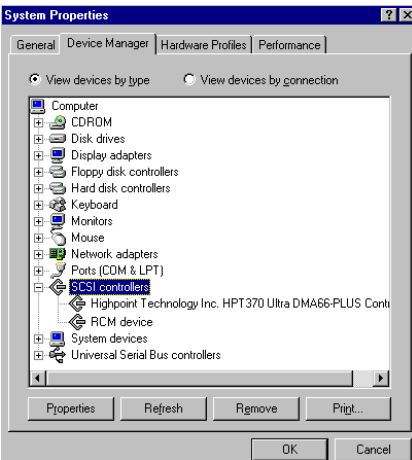 System Properties
General Device Manager Hardware Profiles Performance
View devices by type View devices by connection
Computer
CDROM
Disk drives
Display adapters
Floppy disk controllers
Hard disk controllers
Keyboard
Monitors
Mouse
Network adapters
Ports (COM & LPT)
SCSI controllers
Highpoint Technology Inc. HPT370 Ultra DMA66-PLUS Cont
RCM device
System devices
Universal Serial Bus controllers
Properties Refresh Remove Print...
OK Cancel